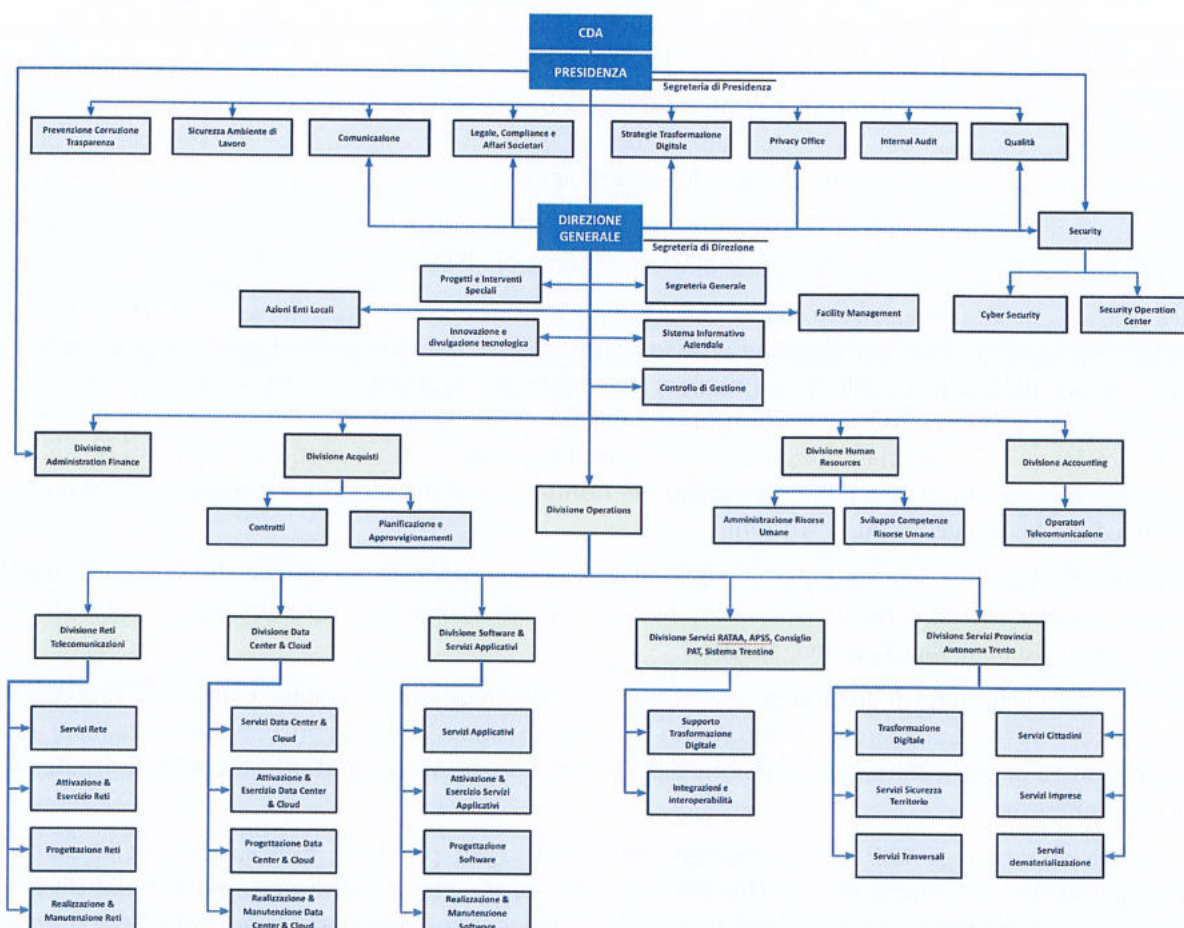 CDA
PRESIDENZA
Segreteria di Presidenza
Prevenzione Corruzione
Trasparenza
Sicurezza Ambiente di
Lavoro
Comunicazione
Legale, Compliance e
Affari Societari
Strategie Trasformazione
Digitale
Privacy Office
Internal Audit
Qualità
DIREZIONE
GENERALE
Segreteria di Direzione
Security
Progetti e Interventi
Speciali
Segreteria Generale
Azioni Enti Locali
Facility Management
Cyber Security
Security Operation
Center
Innovazione e
divulgazione tecnologica
Sistema Informativo
Aziendale
Controllo di Gestione
Divisione
Administration Finance
Divisione Acquisti
Divisione Human
Resources
Divisione Accounting
Divisione Operations
Contratti
Pianificazione e
Approvvigionamenti
Amministrazione Risorse
Umane
Sviluppo Competenze
Risorse Umane
Operatori
Telecomunicazione
Divisione Reti
Telecomunicazioni
Divisione Data
Center & Cloud
Divisione Software &
Servizi Applicativi
Divisione Servizi RATAA, APSS, Consiglio
PAT, Sistema Trentino
Divisione Servizi Provincia
Autonoma Trento
Servizi Rete
Servizi Data Center &
Cloud
Servizi Applicativi
Supporto
Trasformazione
Digitale
Trasformazione
Digitale
Servizi Cittadini
Attivazione &
Esercizio Reti
Attivazione &
Esercizio Data Center
& Cloud
Attivazione &
Esercizio Servizi
Applicativi
Integrazioni e
interoperabilità
Servizi Sicurezza
Territorio
Servizi Imprese
Progettazione Reti
Progettazione Data
Center & Cloud
Progettazione
Software
Servizi Trasversali
Servizi
dematerializzazione
Realizzazione &
Manutenzione Reti
Realizzazione &
Manutenzione Data
Center & Cloud
Realizzazione &
Manutenzione
Software